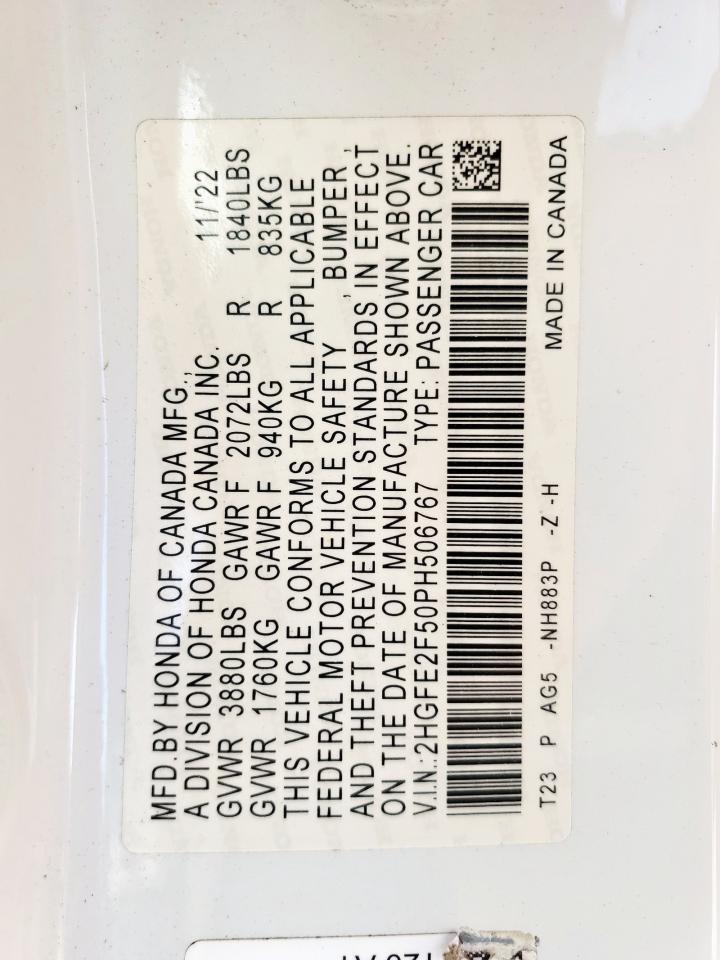 MFD.BY HONDA OF CANADA MFG.,
A DIVISION OF HONDA CANADA INC. 11/'22
GVWR 3880LBS GAWR F 2072LBS R 1840LBS
GVWR 1760KG GAWR F 940KG R 835KG
THIS VEHICLE CONFORMS TO ALL APPLICABLE
FEDERAL MOTOR VEHICLE SAFETY, BUMPER,
AND THEFT PREVENTION STANDARDS IN EFFECT
ON THE DATE OF MANUFACTURE SHOWN ABOVE.
V.I.N.:2HGFE2F50PH506767 TYPE: PASSENGER CAR
T23 P AG5 -NH883P -Z -H MADE IN CANADA